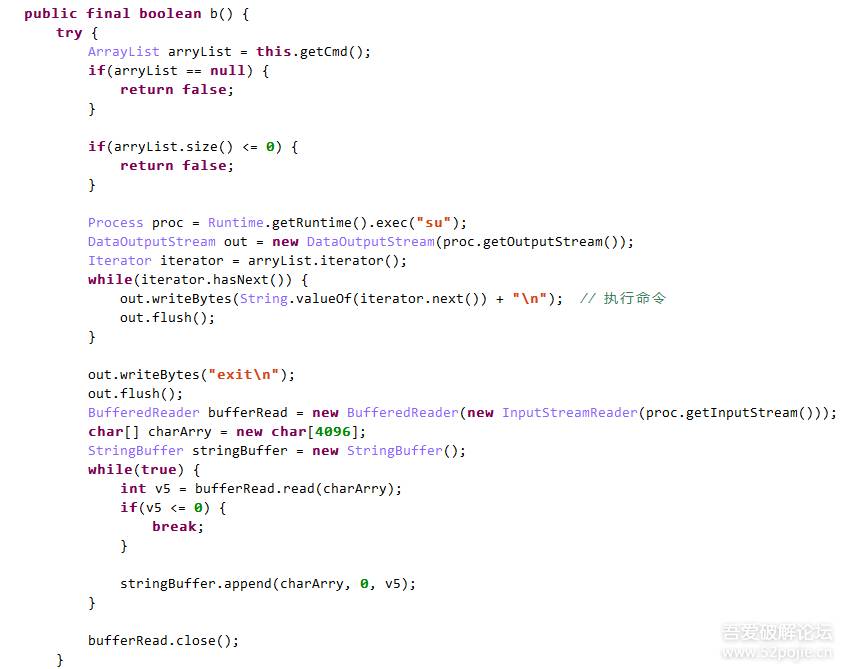 public final boolean b() {
try {
ArrayList arryList = this.getCmd();
if(arryList == null) {
return false;
}
if(arryList.size() <= 0) {
return false;
}
Process proc = Runtime.getRuntime().exec("su");
DataOutputStream out = new DataOutputStream(proc.getOutputStream());
Iterator iterator = arryList.iterator();
while(iterator.hasNext()) {
out.writeBytes(String.valueOf(iterator.next()) + "\n");  // 执行命令
out.flush();
}
out.writeBytes("exit\n");
out.flush();
BufferedReader bufferRead = new BufferedReader(new InputStreamReader(proc.getInputStream()));
char[] charArry = new char[4096];
StringBuffer stringBuffer = new StringBuffer();
while(true) {
int v5 = bufferRead.read(charArry);
if(v5 <= 0) {
break;
}
stringBuffer.append(charArry, 0, v5);
}
bufferRead.close();
}
吾爱破解论坛
www.52pojie.cn